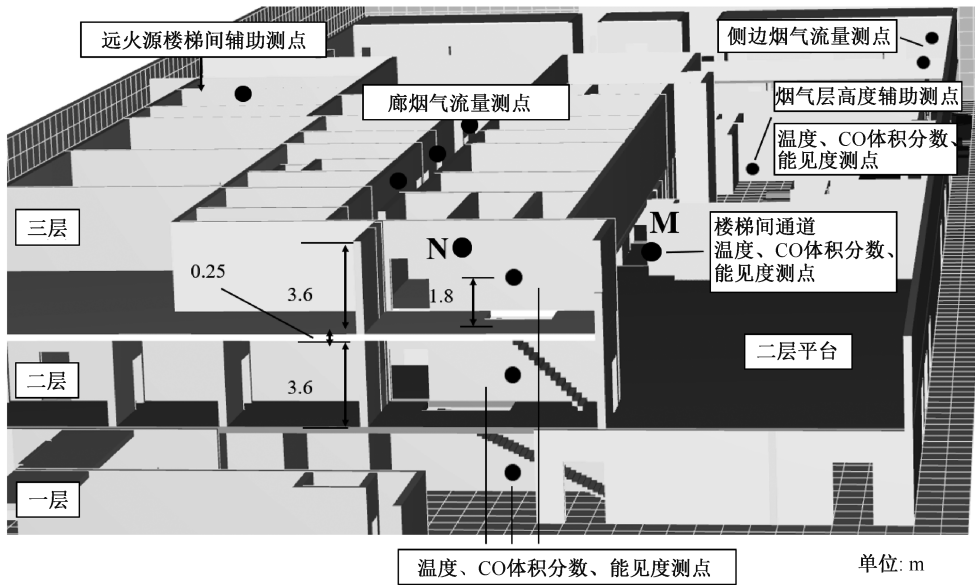 远火源楼梯间辅助测点
侧边烟气流量测点
廊烟气流量测点
烟气层高度辅助测点
温度、CO体积分数、
能见度测点
三层
N
M
楼梯间通道
温度、CO体积分数、
能见度测点
0.25
3.6
1.8
二层平台
二层
3.6
一层
温度、CO体积分数、能见度测点
单位: m